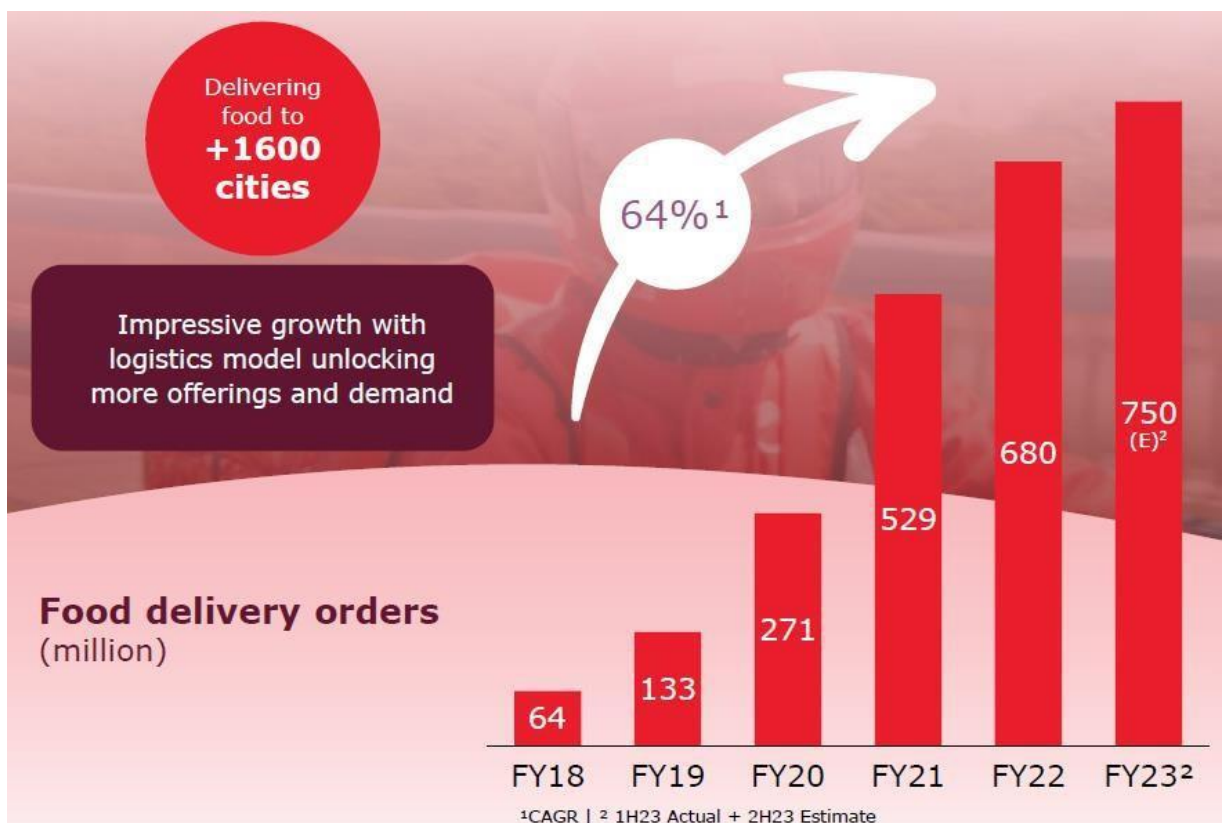 Delivering
food to
+1600
cities
64%¹
Impressive growth with
logistics model unlocking
more offerings and demand
Food delivery orders
(million)
64
133
271
529
680
750
(E)²
FY18 FY19 FY20 FY21 FY22 FY23²
¹CAGR | ² 1H23 Actual + 2H23 Estimate